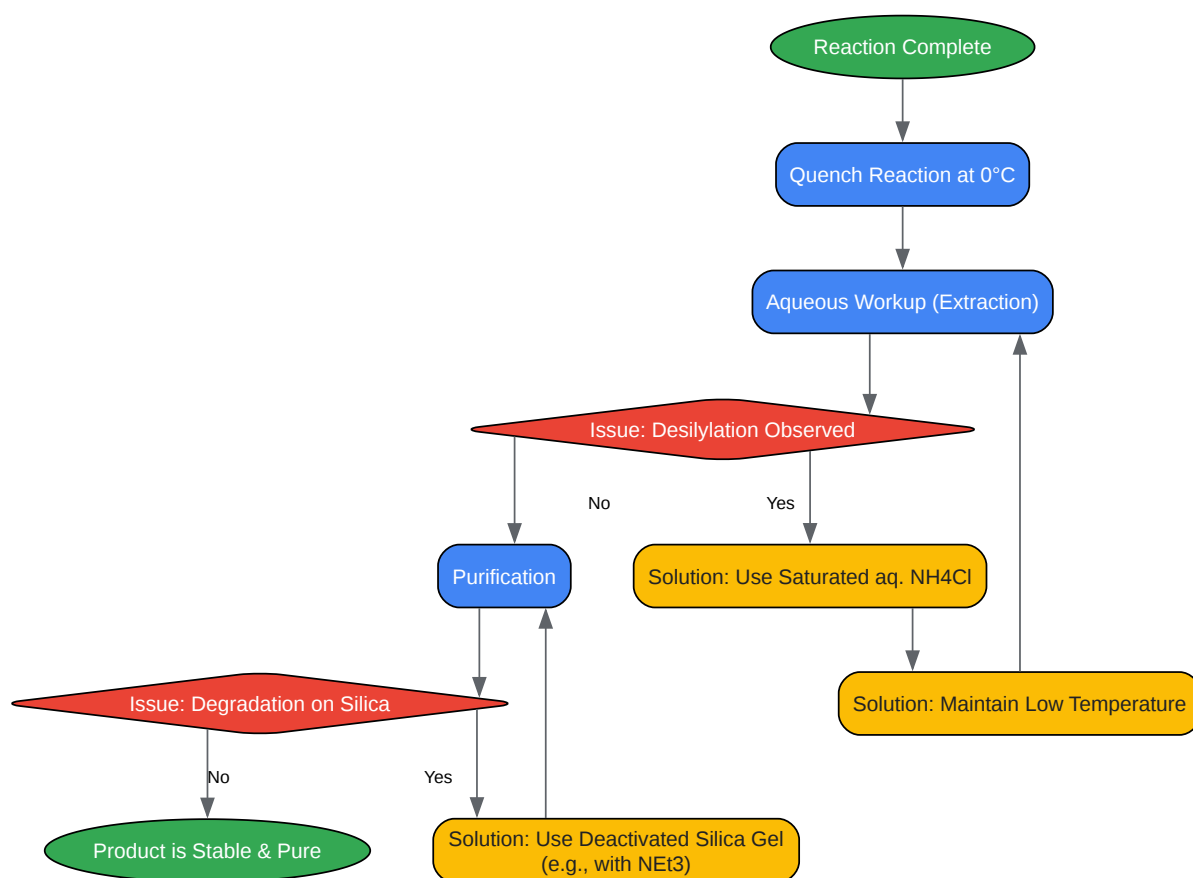 Reaction Complete
Quench Reaction at 0°C
Aqueous Workup (Extraction)
Issue: Desilylation Observed
No
Yes
Purification
Solution: Use Saturated aq. NH4Cl
Issue: Degradation on Silica
Solution: Maintain Low Temperature
No
Yes
Product is Stable & Pure
Solution: Use Deactivated Silica Gel
(e.g., with NEt3)